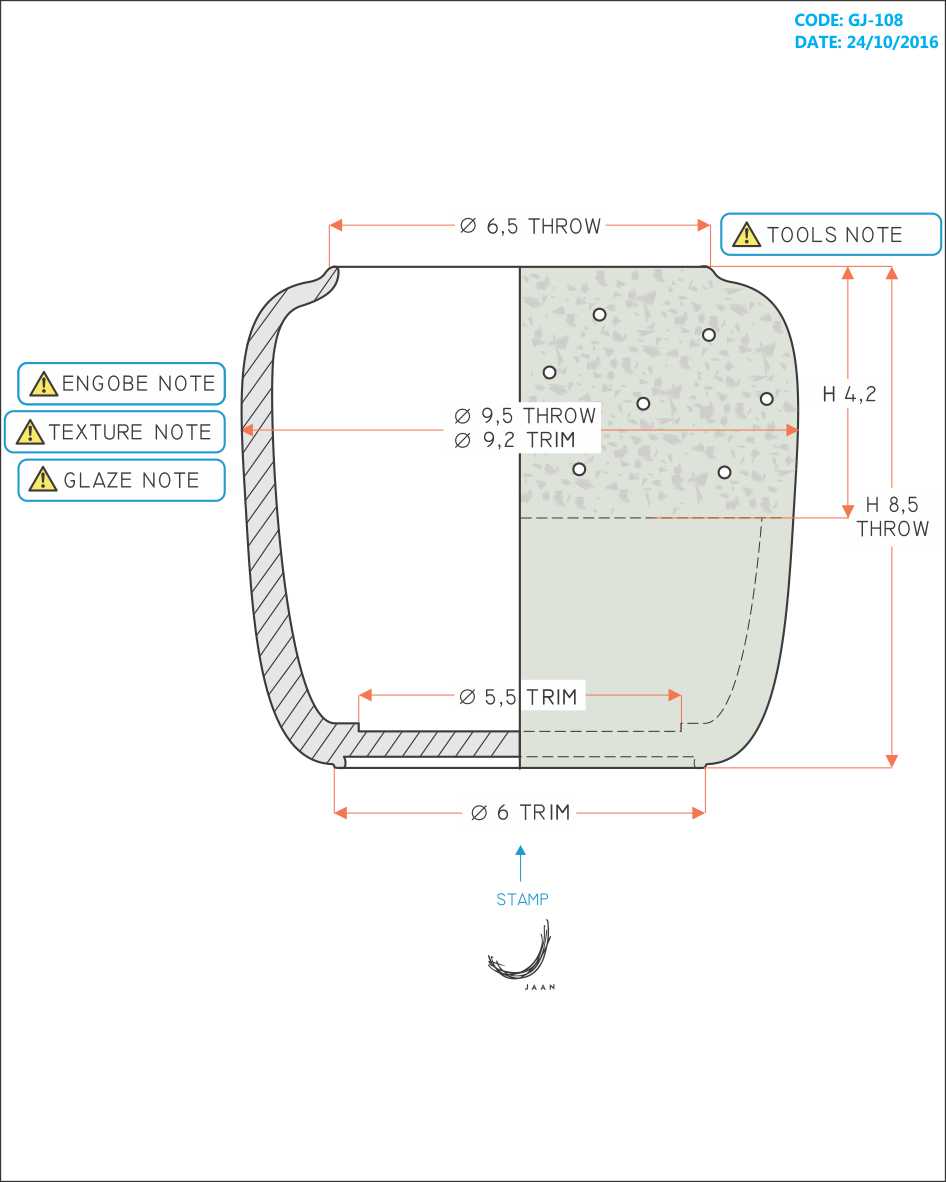 CODE: GJ-108
DATE: 24/10/2016
Ø 6,5 THROW
TOOLS NOTE
ENGOBE NOTE
TEXTURE NOTE
GLAZE NOTE
Ø 9,5 THROW
Ø 9,2 TRIM
H 4,2
H 8,5
THROW
Ø 5,5 TRIM
Ø 6 TRIM
STAMP
JAAN